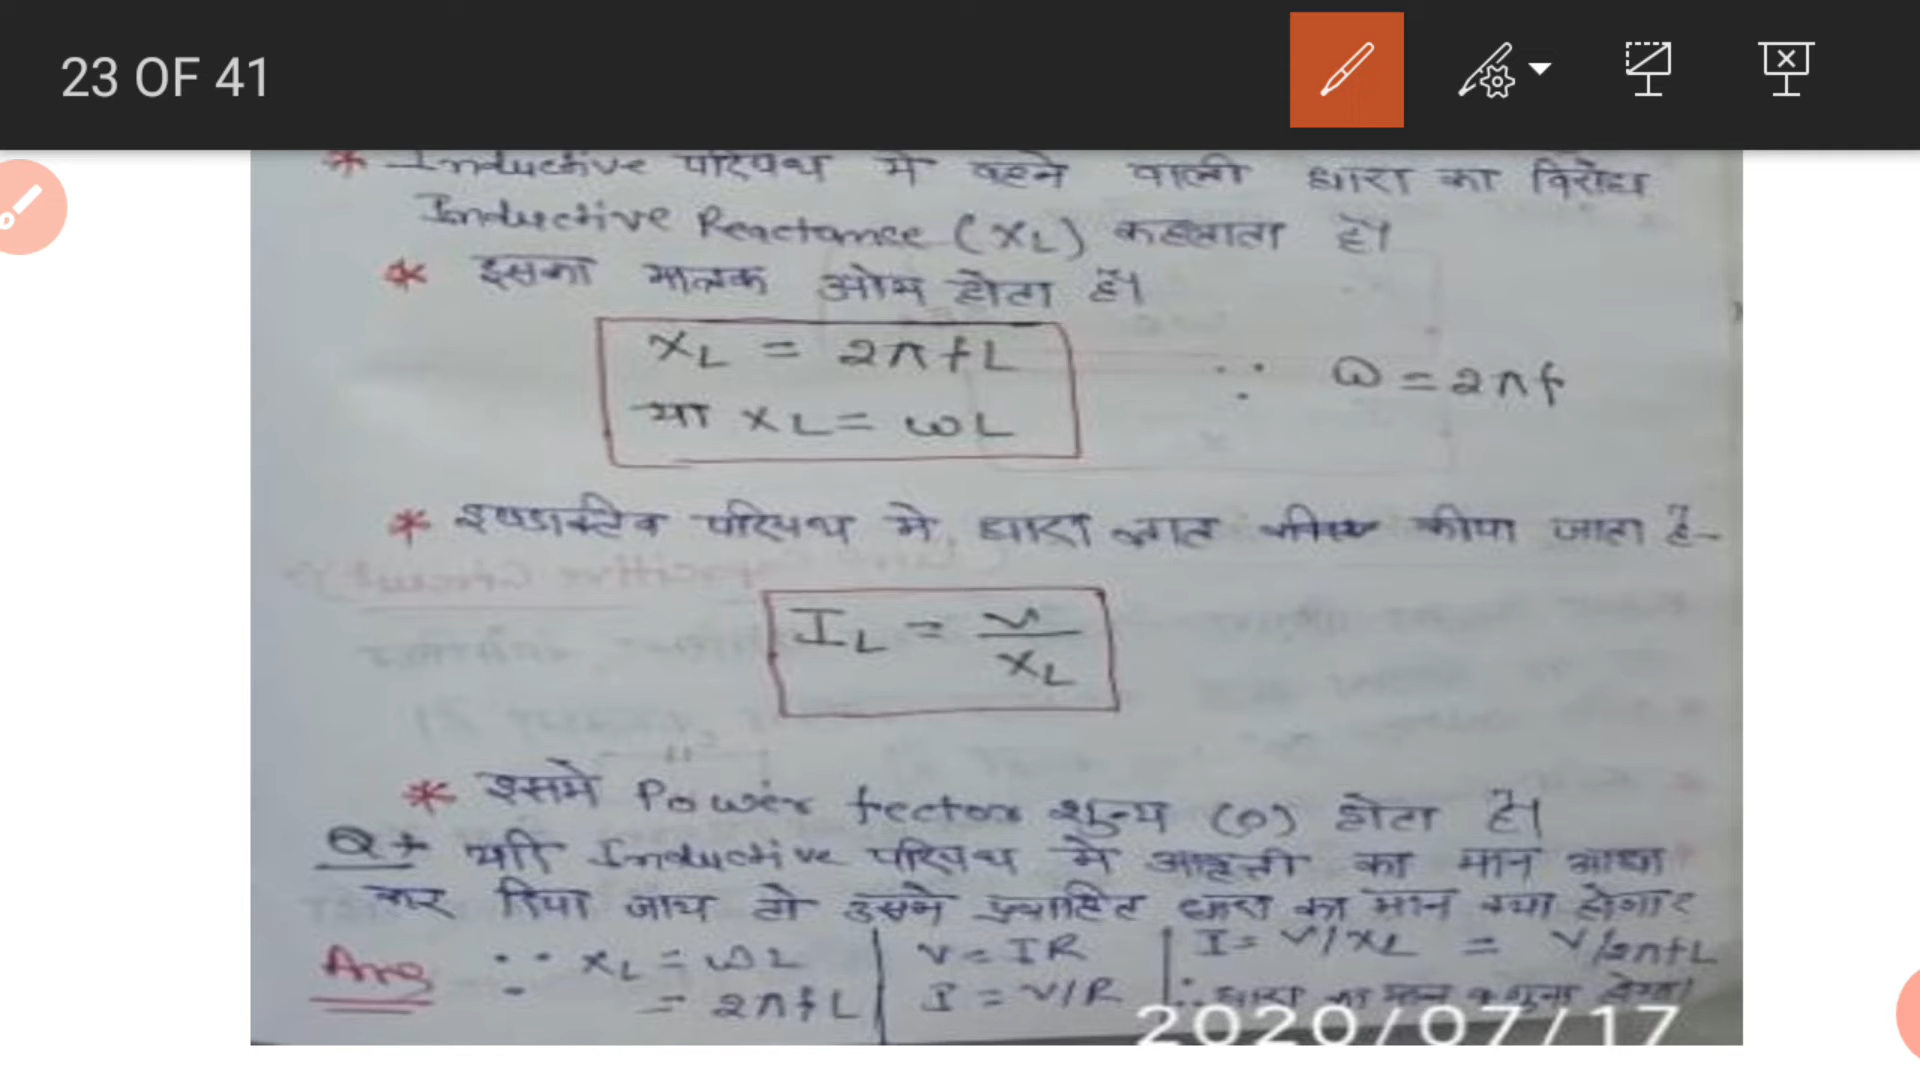 23 OF 41
* Inductive परिपथ मे बहने वाली धारा का विरोध
Inductive Reactance (XL) कहलाता है।
* इसका मात्रक ओम होता है।
XL = 2πfL
या XL = ωL
∵ ω = 2πf
* इण्डक्टिव परिपथ मे धारा ज्ञात कीया जाता है-
IL = V/XL
* इसमे Power fector शुन्य (0) होता है।
Q→ यदि Inductive परिपथ मे आवृत्ती का मान आधा
कर दिया जाय तो उसमे प्रवाहित धारा का मान क्या होगा?
Ans ∵ XL = ωL | V = IR | I = V/XL = V/2πfL
= 2πfL | I = V/R | ∴ धारा का मान गुना होगा।
2020/07/17